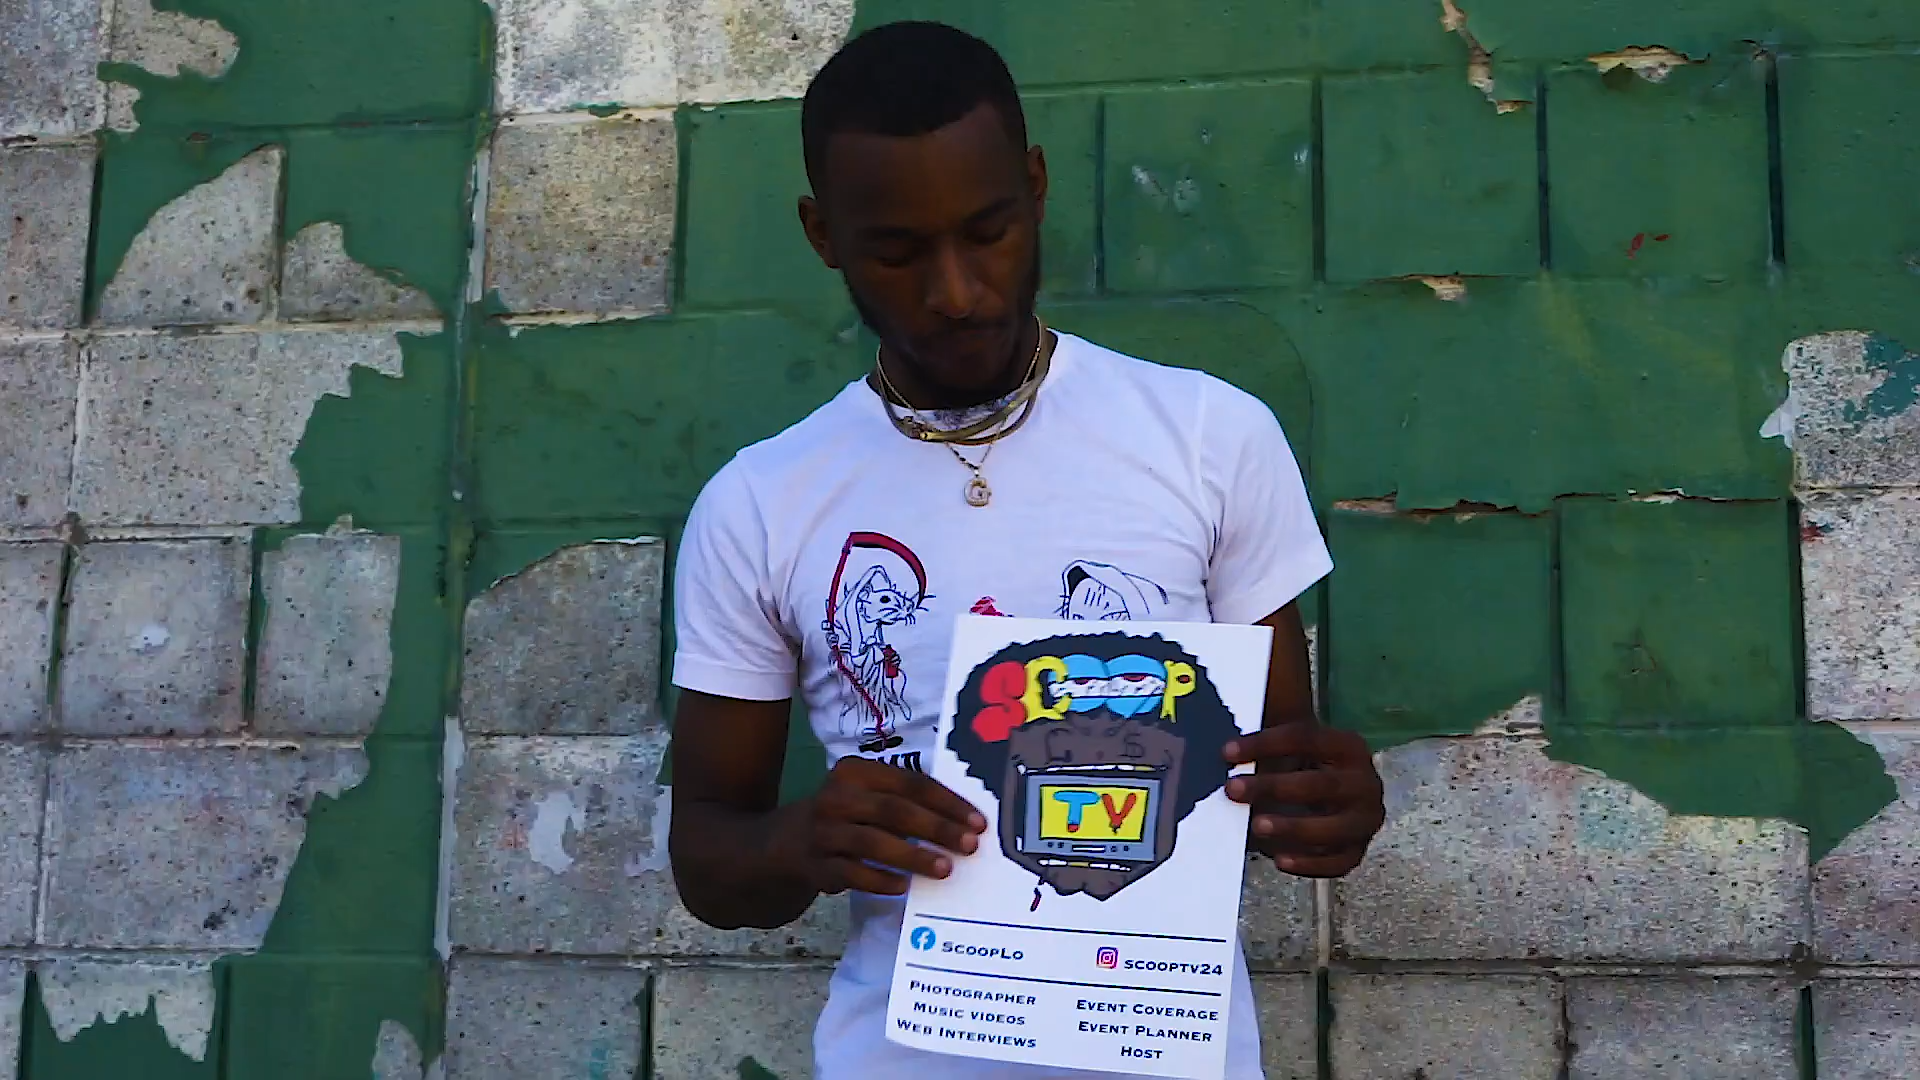 G
SCOOP
TV
ScoopLo
scooptv24
Photographer
Music videos
Web Interviews
Event Coverage
Event Planner
Host